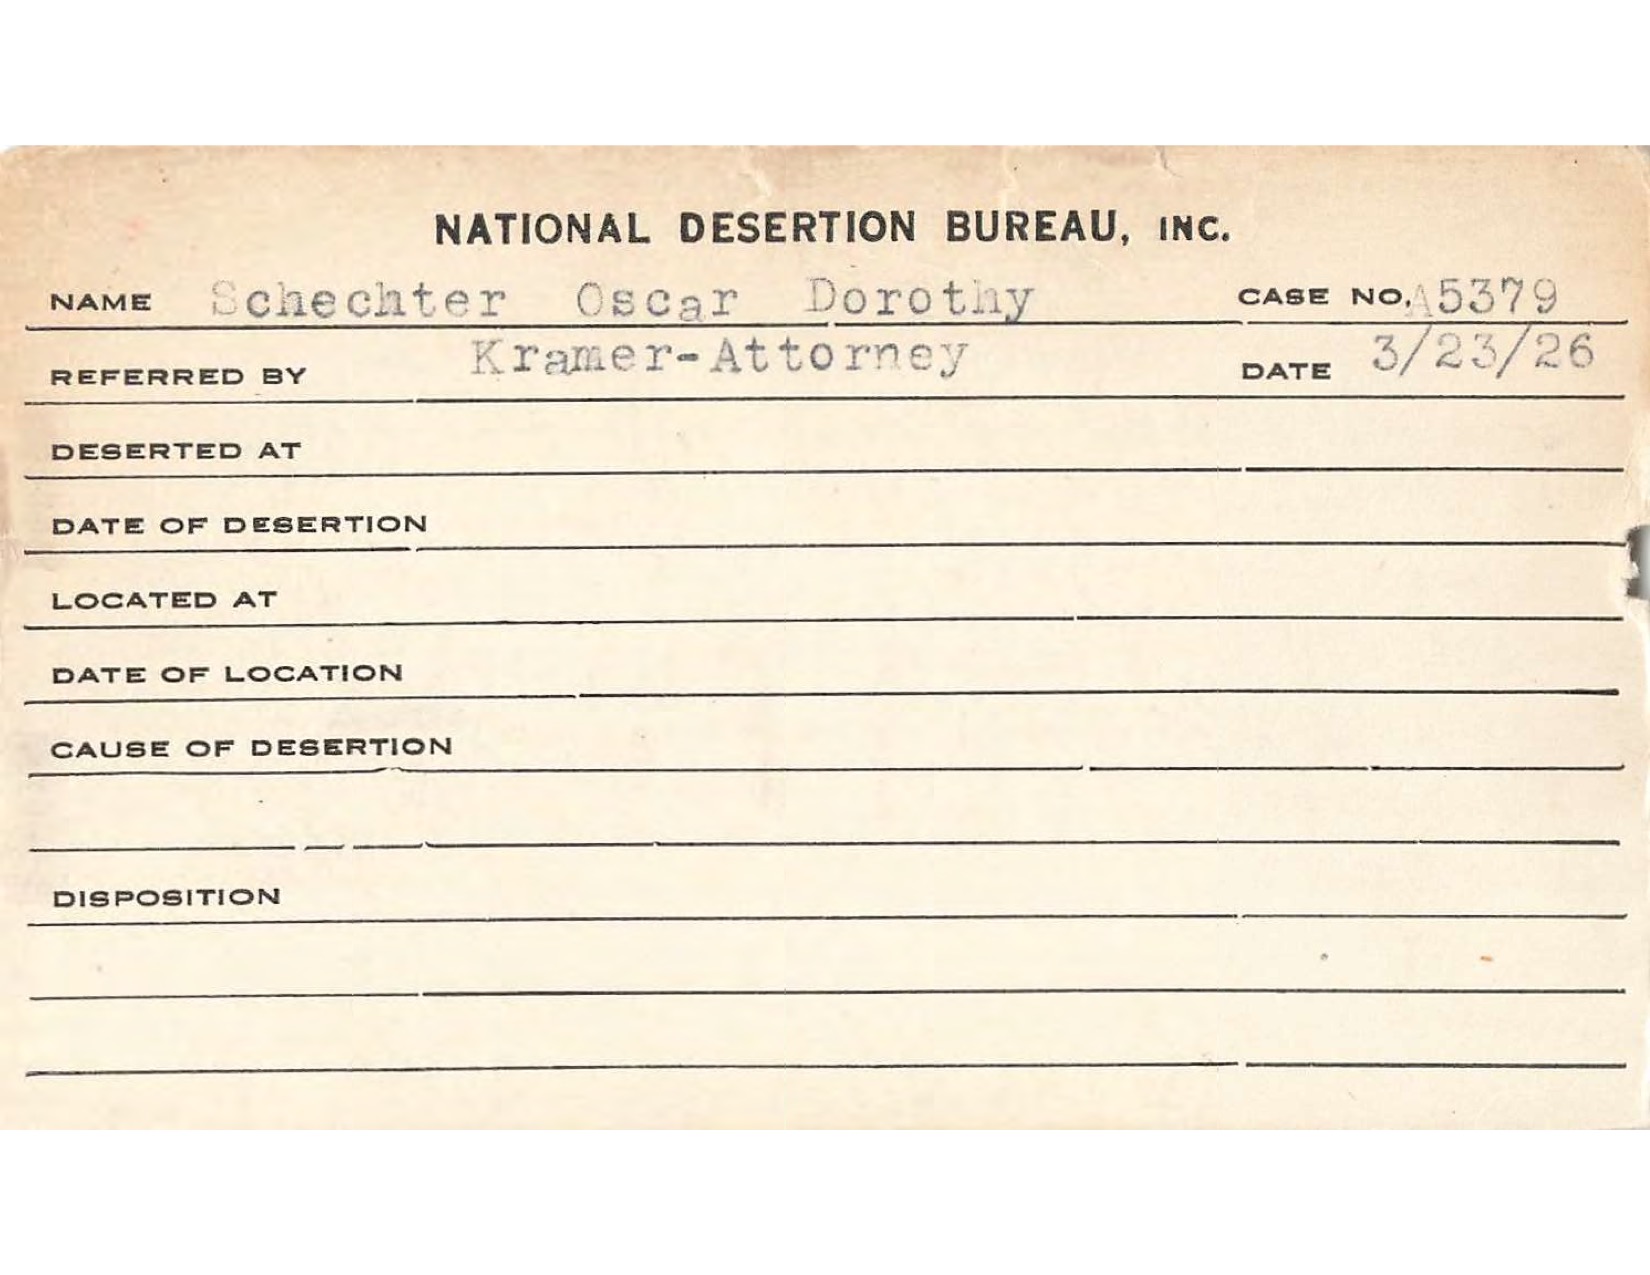 NATIONAL DESERTION BUREAU, INC.
NAME Schechter Oscar Dorothy CASE NO. A5379
REFERRED BY Kramer-Attorney DATE 3/23/26
DESERTED AT
DATE OF DESERTION
LOCATED AT
DATE OF LOCATION
CAUSE OF DESERTION
DISPOSITION